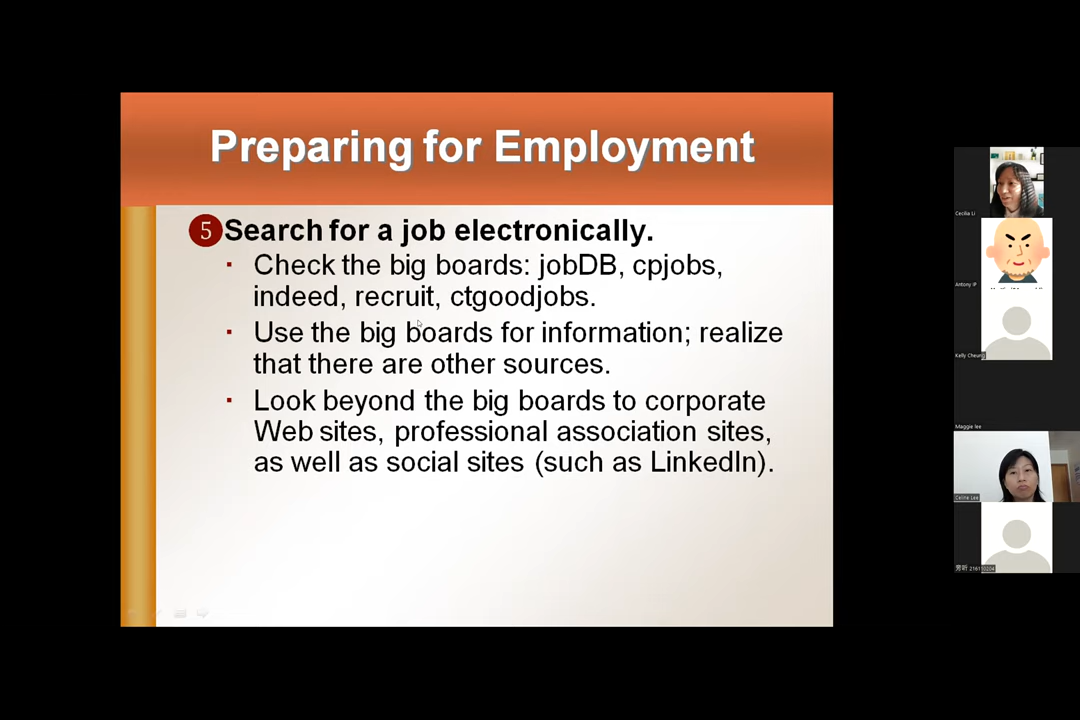 Preparing for Employment
5 Search for a job electronically.
▪ Check the big boards: jobDB, cpjobs,
indeed, recruit, ctgoodjobs.
▪ Use the big boards for information; realize
that there are other sources.
▪ Look beyond the big boards to corporate
Web sites, professional association sites,
as well as social sites (such as LinkedIn).
Cecilia Li
Antony IP
Kelly Cheung
Maggie lee
Celine Lee